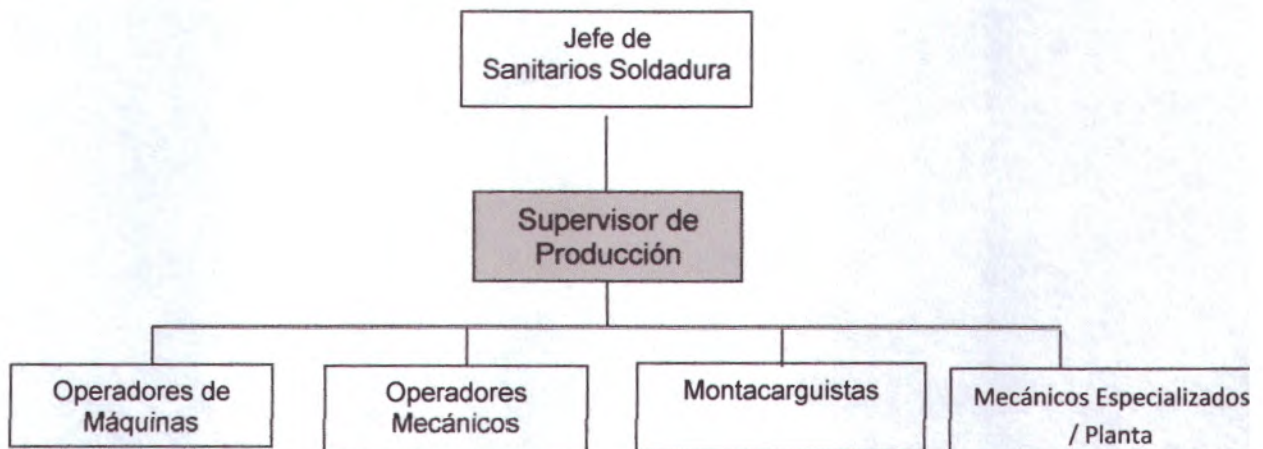 Jefe de
Sanitarios Soldadura
Supervisor de
Producción
Operadores de
Máquinas
Operadores
Mecánicos
Montacarguistas
Mecánicos Especializados
/ Planta